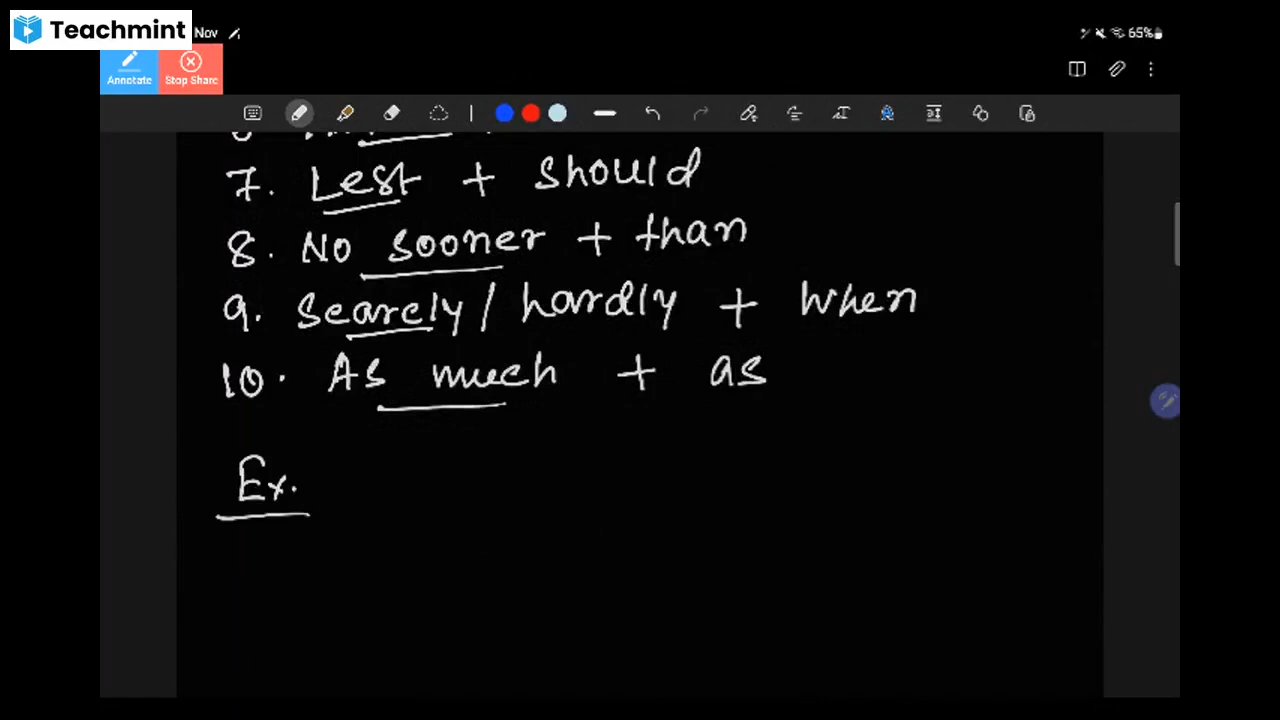 Teachmint
Nov
65%
Annotate
Stop Share
7. Lest + should
8. No sooner + than
9. Scarely/hardly + when
10. As much + as
Ex.